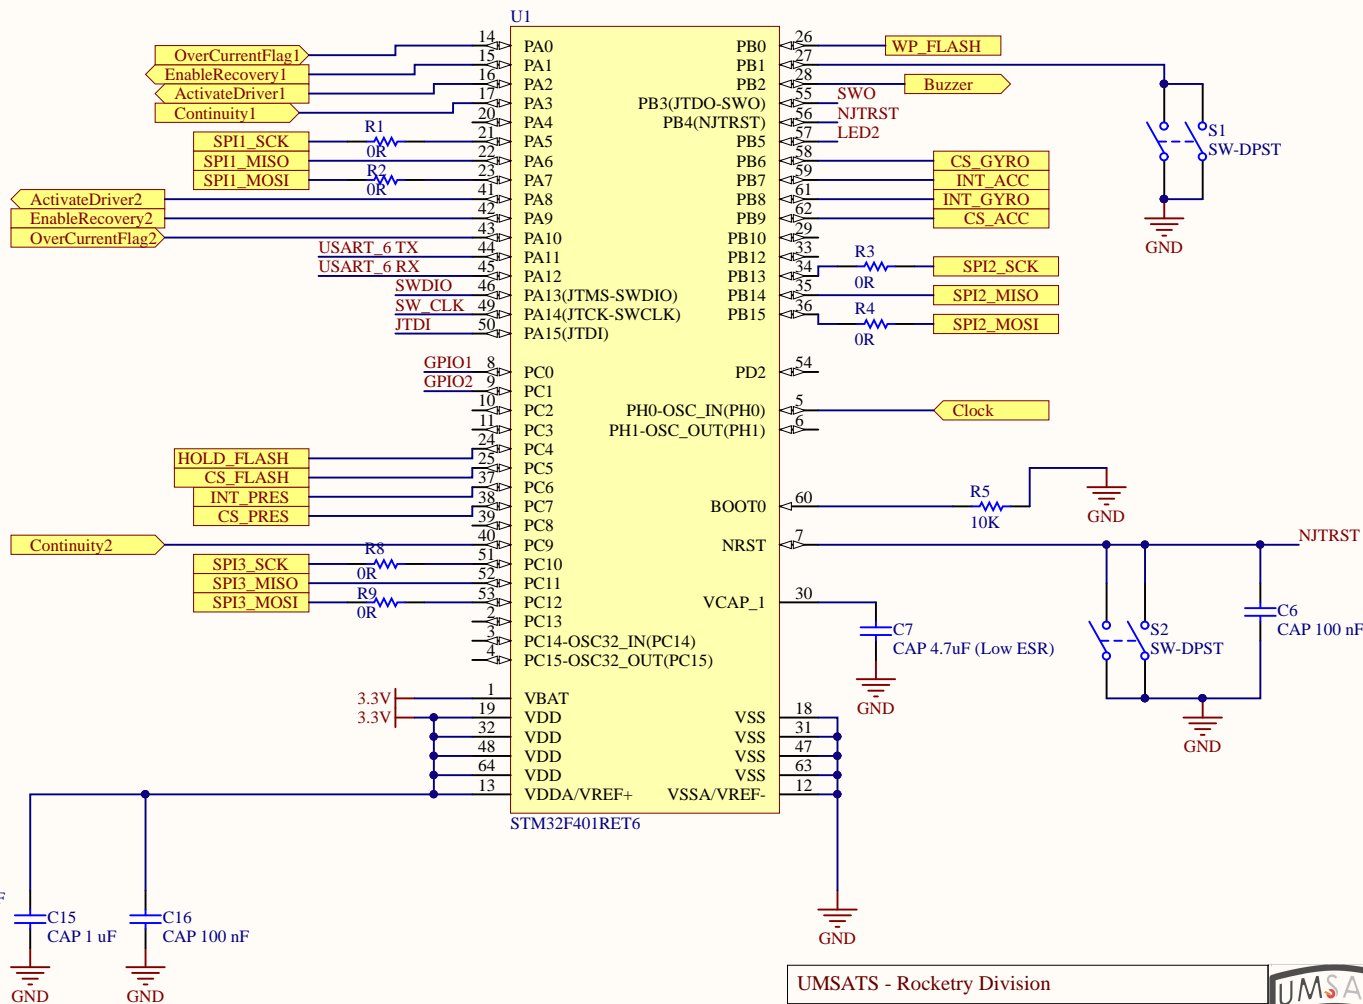 U1
OverCurrentFlag1
EnableRecovery1
ActivateDriver1
Continuity1
SPI1_SCK
SPI1_MISO
SPI1_MOSI
R1
0R
R2
0R
ActivateDriver2
EnableRecovery2
OverCurrentFlag2
USART_6 TX
USART_6 RX
SWDIO
SW_CLK
JTDI
GPIO1
GPIO2
HOLD_FLASH
CS_FLASH
INT_PRES
CS_PRES
Continuity2
SPI3_SCK
SPI3_MISO
SPI3_MOSI
R8
0R
R9
0R
3.3V
3.3V
14 PA0
15 PA1
16 PA2
17 PA3
20 PA4
21 PA5
22 PA6
23 PA7
41 PA8
42 PA9
43 PA10
44 PA11
45 PA12
46 PA13(JTMS-SWDIO)
49 PA14(JTCK-SWCLK)
50 PA15(JTDI)
8 PC0
9 PC1
10 PC2
11 PC3
24 PC4
25 PC5
37 PC6
38 PC7
39 PC8
40 PC9
51 PC10
52 PC11
53 PC12
2 PC13
3 PC14-OSC32_IN(PC14)
4 PC15-OSC32_OUT(PC15)
1 VBAT
19 VDD
32 VDD
48 VDD
64 VDD
13 VDDA/VREF+
PB0 26
PB1 27
PB2 28
PB3(JTDO-SWO) 55
PB4(NJTRST) 56
PB5 57
PB6 58
PB7 59
PB8 61
PB9 62
PB10 29
PB12 33
PB13 34
PB14 35
PB15 36
PD2 54
PH0-OSC_IN(PH0) 5
PH1-OSC_OUT(PH1) 6
BOOT0 60
NRST 7
VCAP_1 30
VSS 18
VSS 31
VSS 47
VSS 63
VSSA/VREF- 12
STM32F401RET6
WP_FLASH
Buzzer
SWO
NJTRST
LED2
CS_GYRO
INT_ACC
INT_GYRO
CS_ACC
S1
SW-DPST
GND
R3
0R
SPI2_SCK
SPI2_MISO
R4
0R
SPI2_MOSI
Clock
R5
10K
GND
NJTRST
S2
SW-DPST
C6
CAP 100 nF
GND
C7
CAP 4.7uF (Low ESR)
GND
GND
C15
CAP 1 uF
GND
C16
CAP 100 nF
GND
UMSATS - Rocketry Division
UMSA